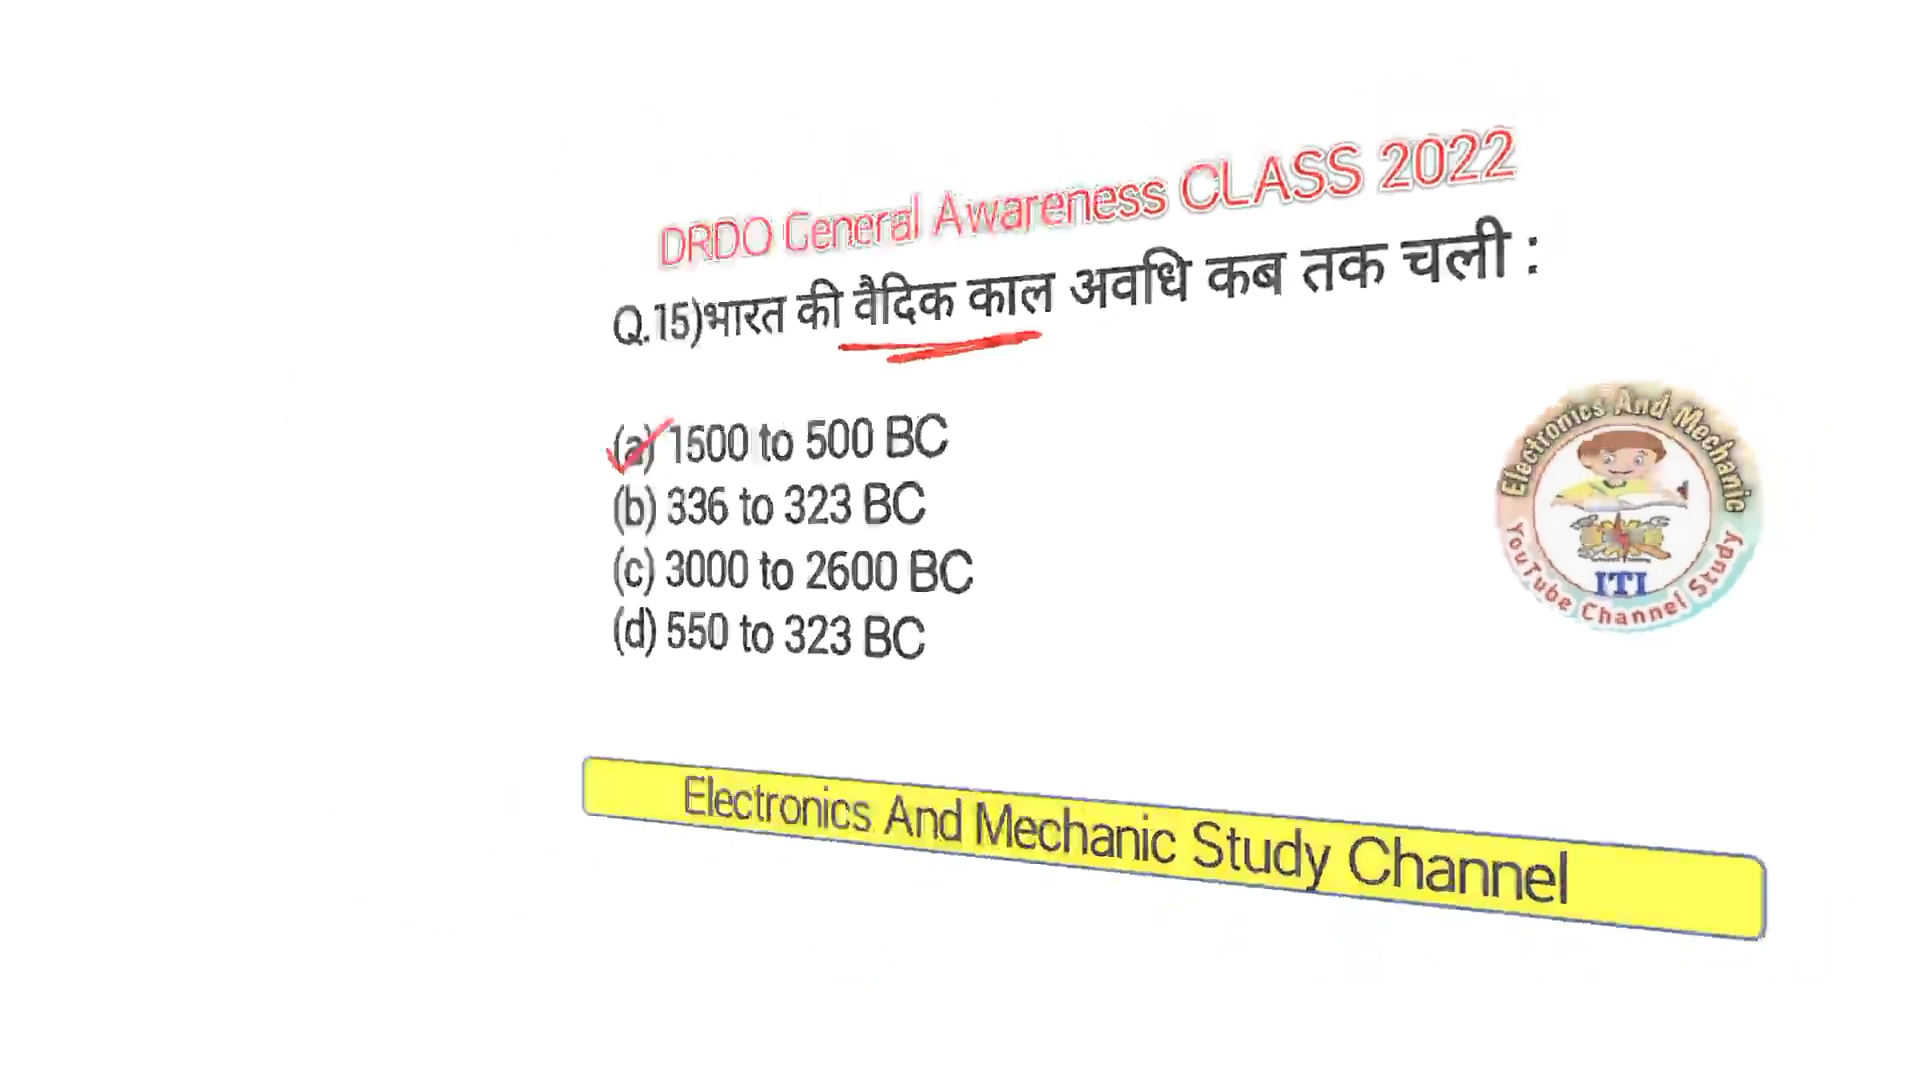 DRDO General Awareness CLASS 2022
Q.15)भारत की वैदिक काल अवधि कब तक चली :
(a) 1500 to 500 BC
(b) 336 to 323 BC
(c) 3000 to 2600 BC
(d) 550 to 323 BC
Electronics And Mechanic
ITI
YouTube Channel Study
Electronics And Mechanic Study Channel